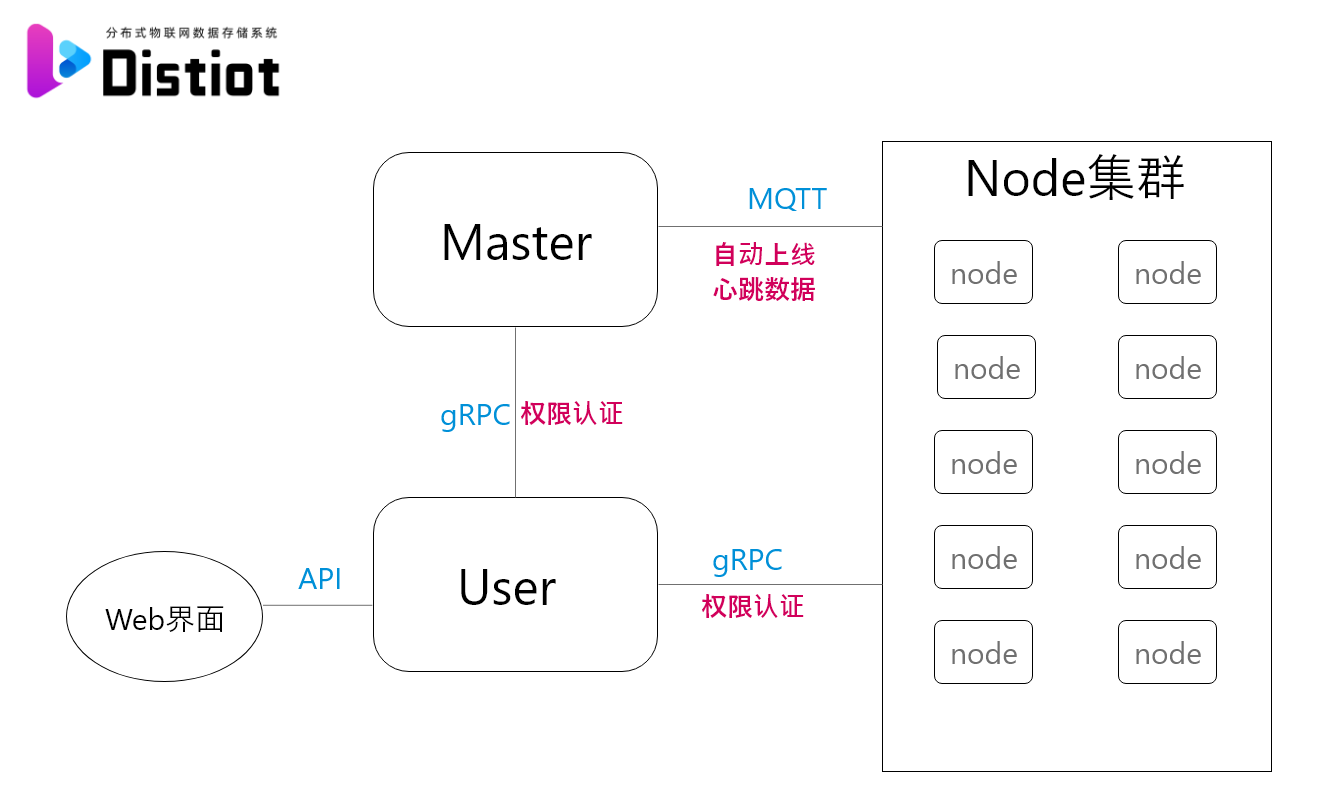 分布式物联网数据存储系统
Distiot
Master
MQTT
自动上线
心跳数据
gRPC 权限认证
User
API
Web界面
gRPC
权限认证
Node集群
node node
node node
node node
node node
node node